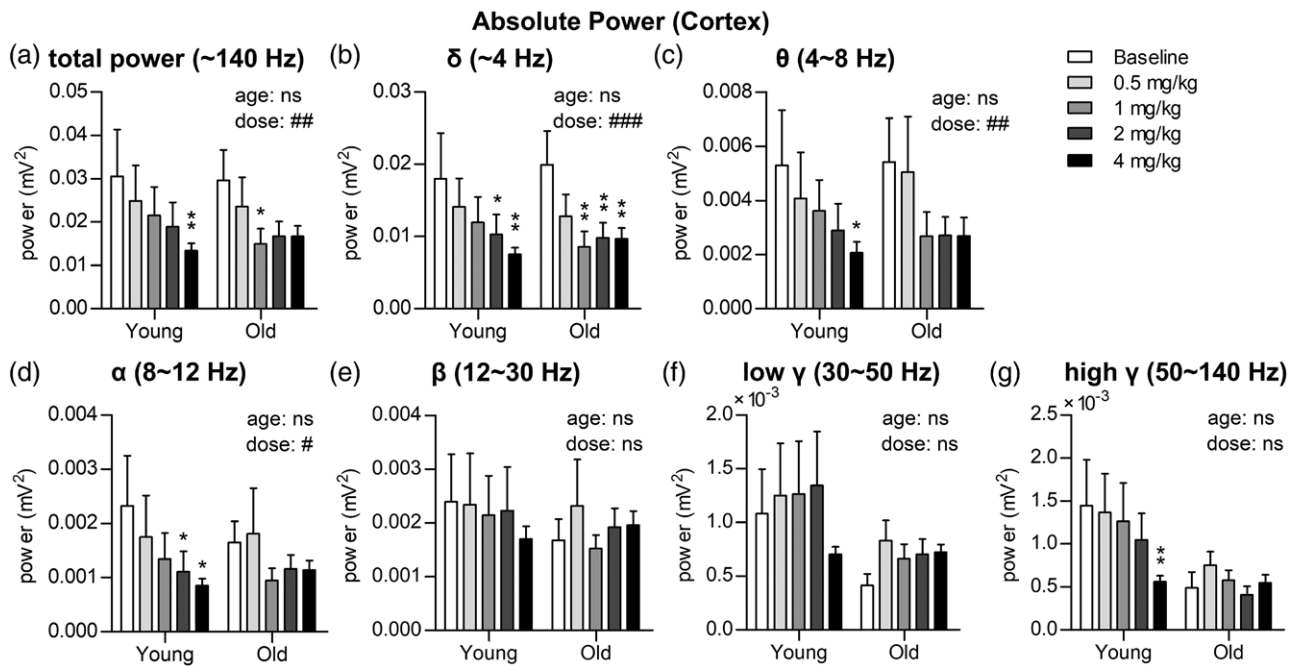 Absolute Power (Cortex)
(a) total power (~140 Hz)
age: ns
dose: ##
power (mV²)
0.05
0.04
0.03
0.02
0.01
0.00
**
*
Young
Old
(b) δ (~4 Hz)
age: ns
dose: ###
power (mV²)
0.03
0.02
0.01
0.00
*
**
**
**
**
Young
Old
(c) θ (4~8 Hz)
age: ns
dose: ##
power (mV²)
0.008
0.006
0.004
0.002
0.000
*
Young
Old
Baseline
0.5 mg/kg
1 mg/kg
2 mg/kg
4 mg/kg
(d) α (8~12 Hz)
age: ns
dose: #
power (mV²)
0.004
0.003
0.002
0.001
0.000
*
*
Young
Old
(e) β (12~30 Hz)
age: ns
dose: ns
power (mV²)
0.004
0.003
0.002
0.001
0.000
Young
Old
(f) low γ (30~50 Hz)
× 10⁻³
age: ns
dose: ns
power (mV²)
2.0
1.5
1.0
0.5
0
Young
Old
(g) high γ (50~140 Hz)
× 10⁻³
age: ns
dose: ns
power (mV²)
2.5
2.0
1.5
1.0
0.5
0
**
Young
Old